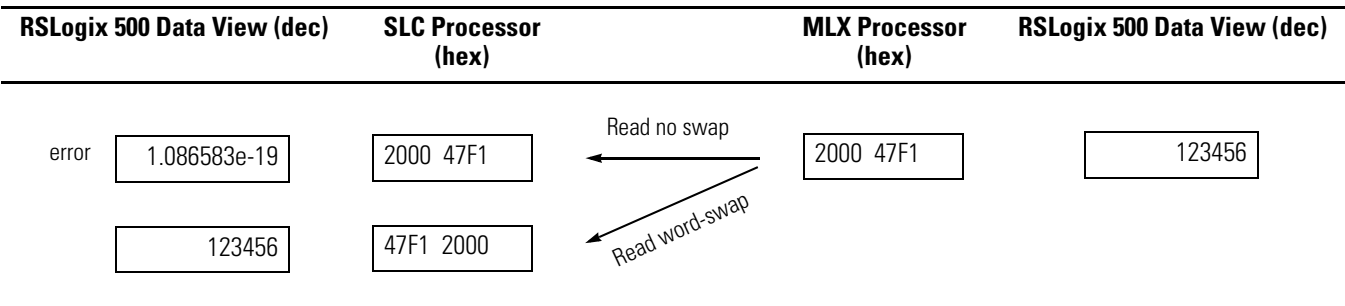 RSLogix 500 Data View (dec) SLC Processor (hex) MLX Processor (hex) RSLogix 500 Data View (dec)
Read no swap
error 1.086583e-19 2000 47F1 2000 47F1 123456
Read word-swap
123456 47F1 2000